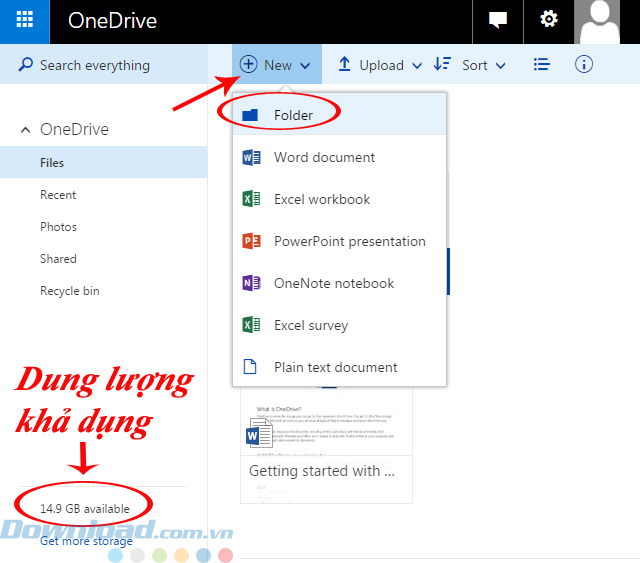 OneDrive
Search everything
New
Upload
Sort
OneDrive
Files
Recent
Photos
Shared
Recycle bin
Folder
Word document
Excel workbook
PowerPoint presentation
OneNote notebook
Excel survey
Plain text document
What is OneDrive?
Getting started with ...
Dung lượng
khả dụng
14.9 GB available
Download.com.vn
Get more storage